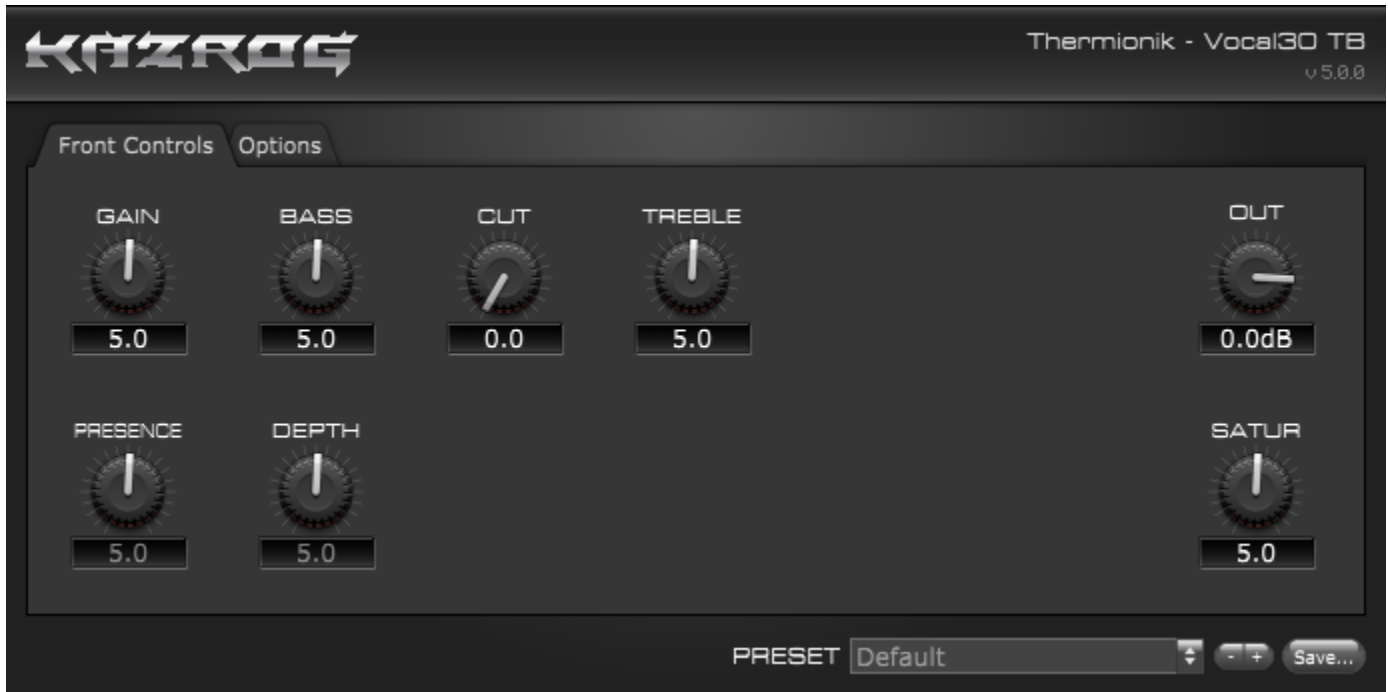 KAZROG
Thermionik - Vocal30 TB
v 5.0.0
Front Controls Options
GAIN BASS CUT TREBLE OUT
5.0 5.0 0.0 5.0 0.0dB
PRESENCE DEPTH SATUR
5.0 5.0 5.0
PRESET Default - + Save...